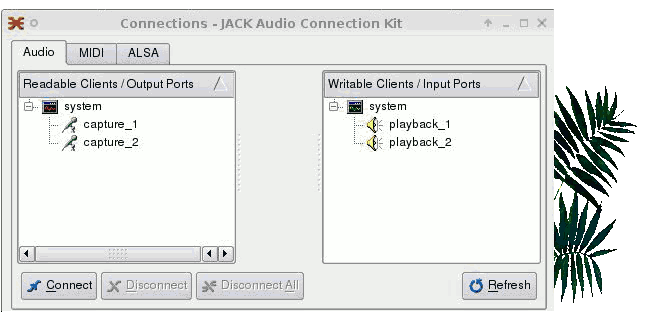 Connections - JACK Audio Connection Kit
Audio MIDI ALSA
Readable Clients / Output Ports
system
capture_1
capture_2
Writable Clients / Input Ports
system
playback_1
playback_2
Connect Disconnect Disconnect All Refresh